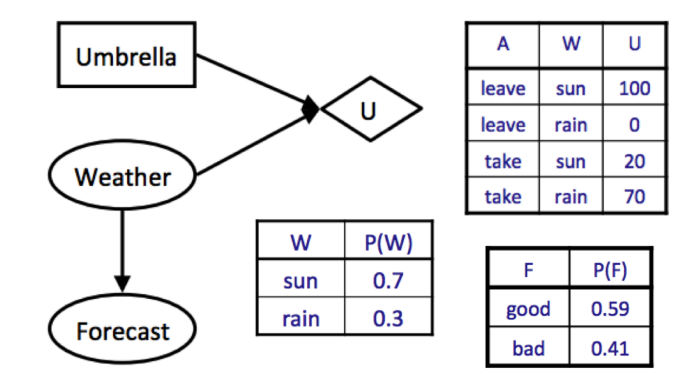 Umbrella
U
Weather
Forecast
A W U
leave sun 100
leave rain 0
take sun 20
take rain 70
W P(W)
sun 0.7
rain 0.3
F P(F)
good 0.59
bad 0.41